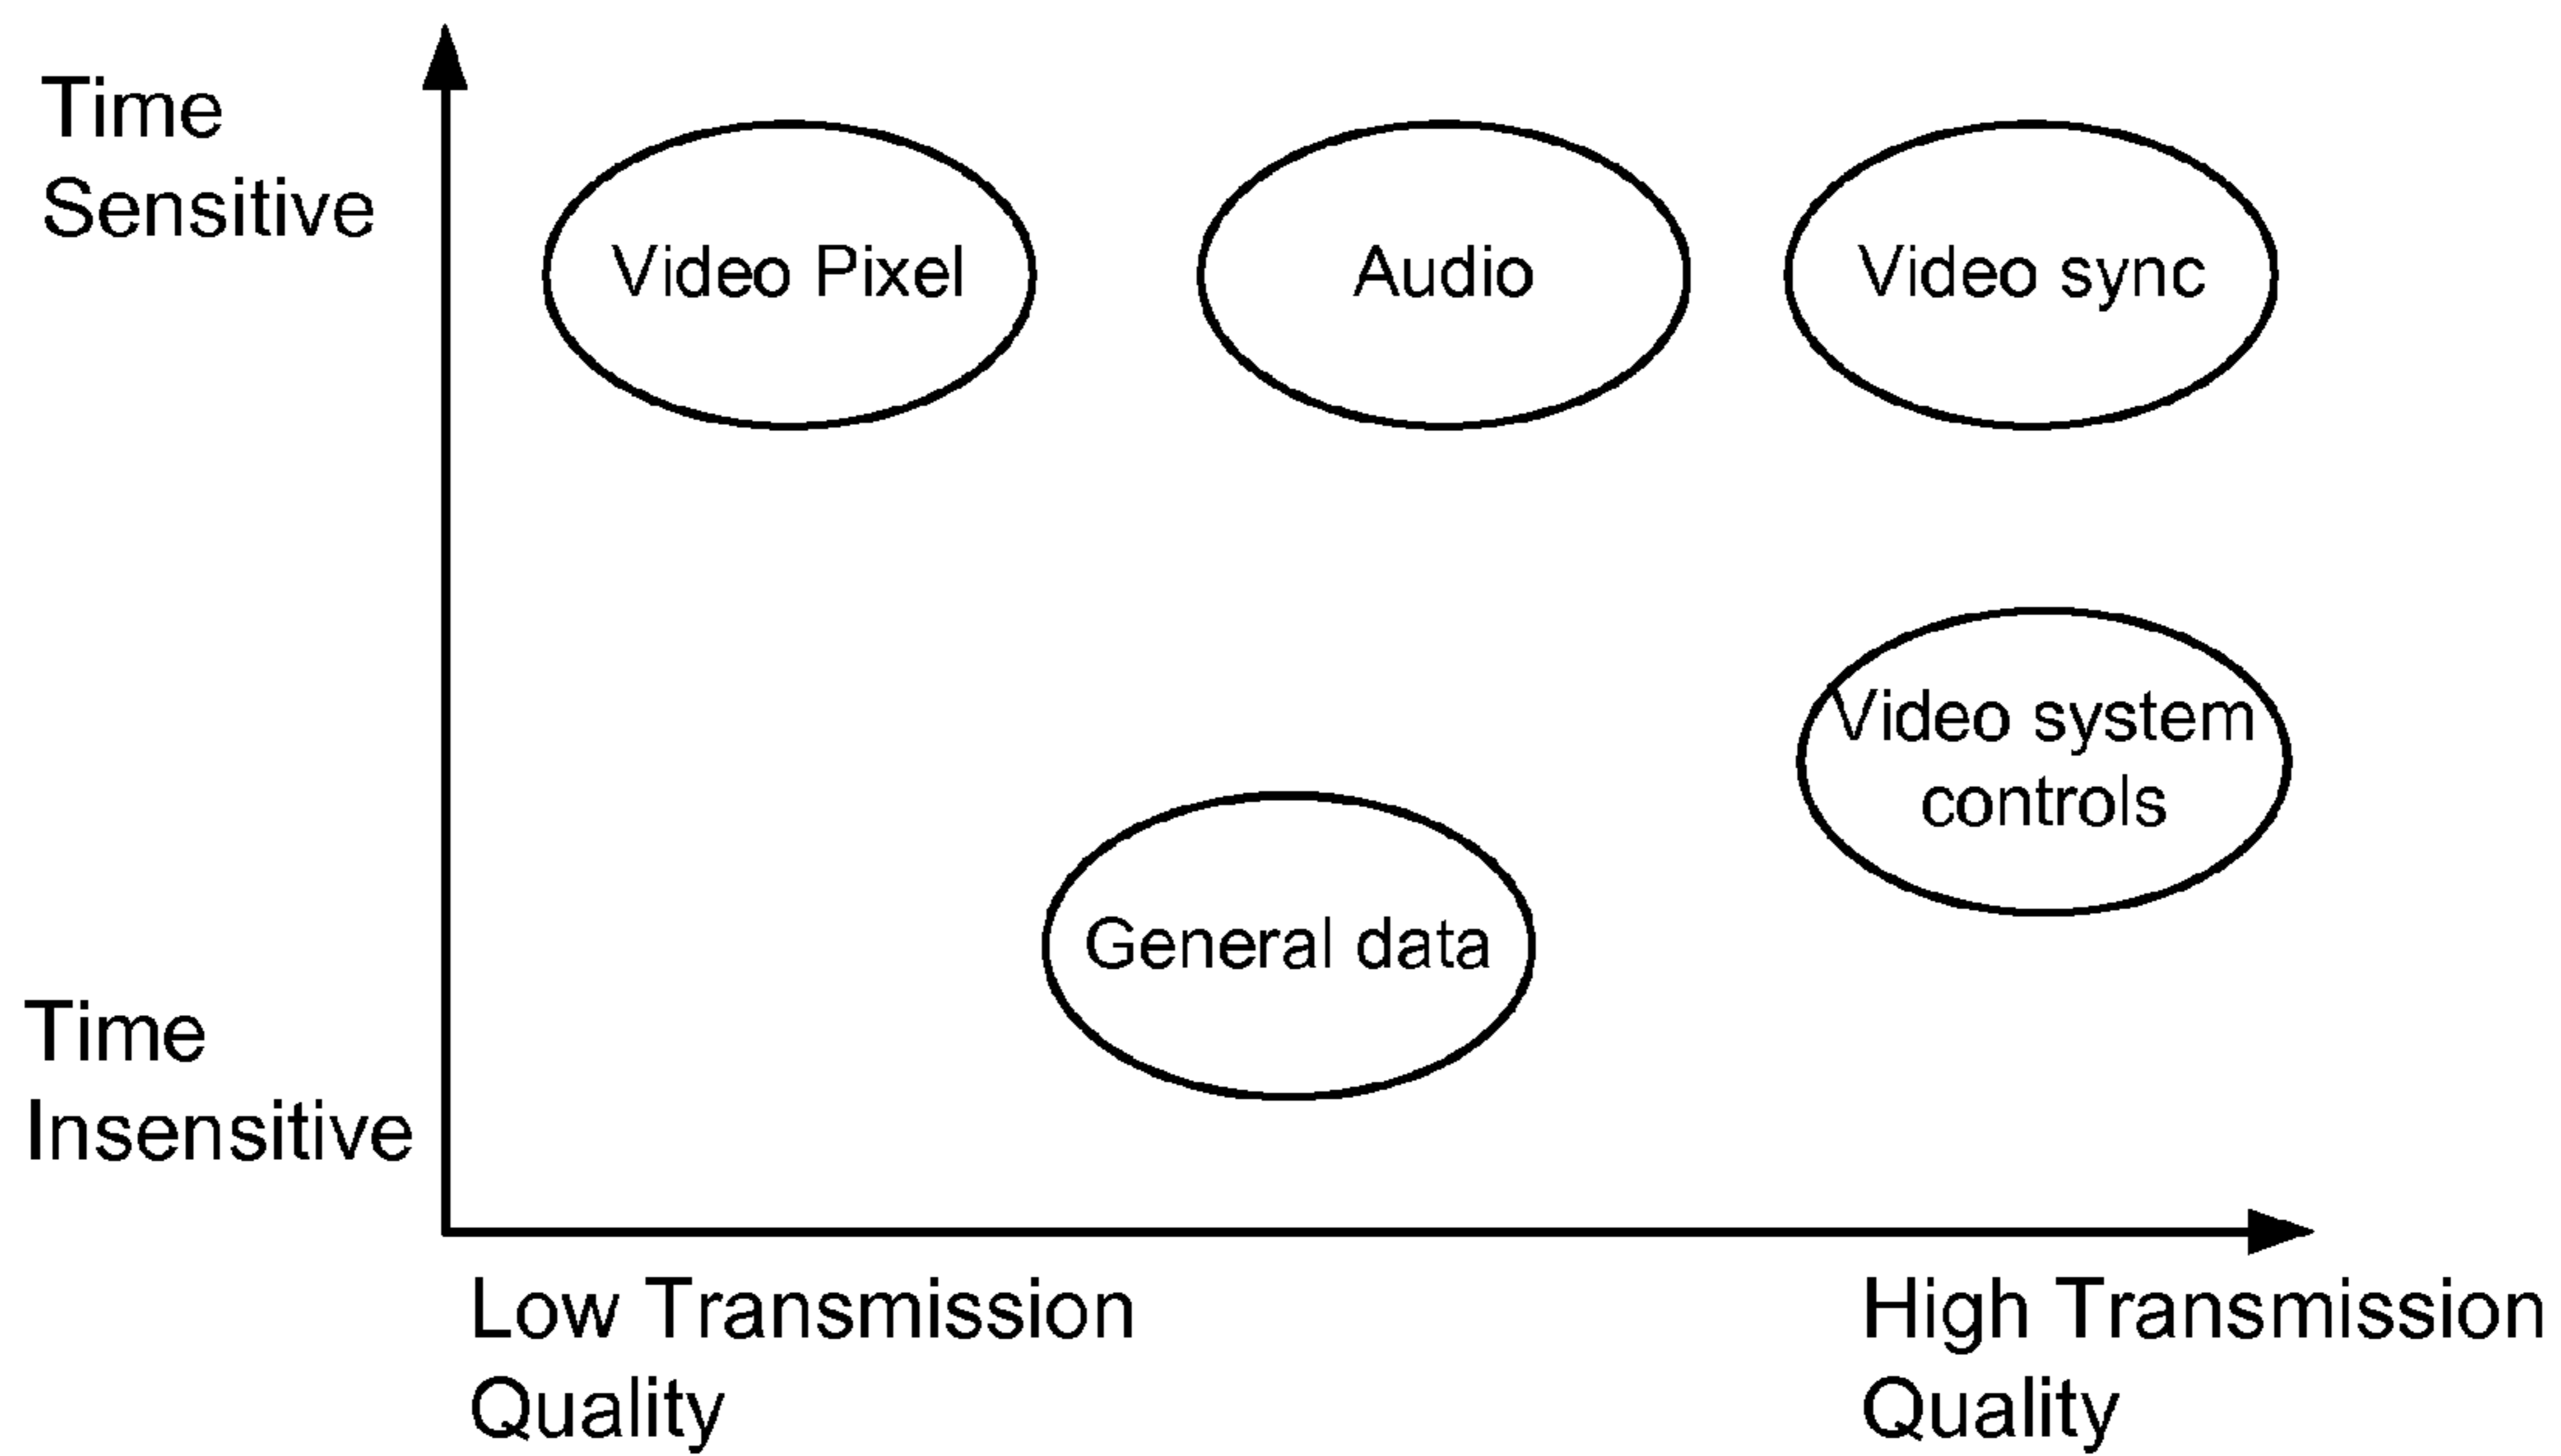 Time
Sensitive
Video Pixel
Audio
Video sync
Video system
controls
General data
Time
Insensitive
Low Transmission
Quality
High Transmission
Quality